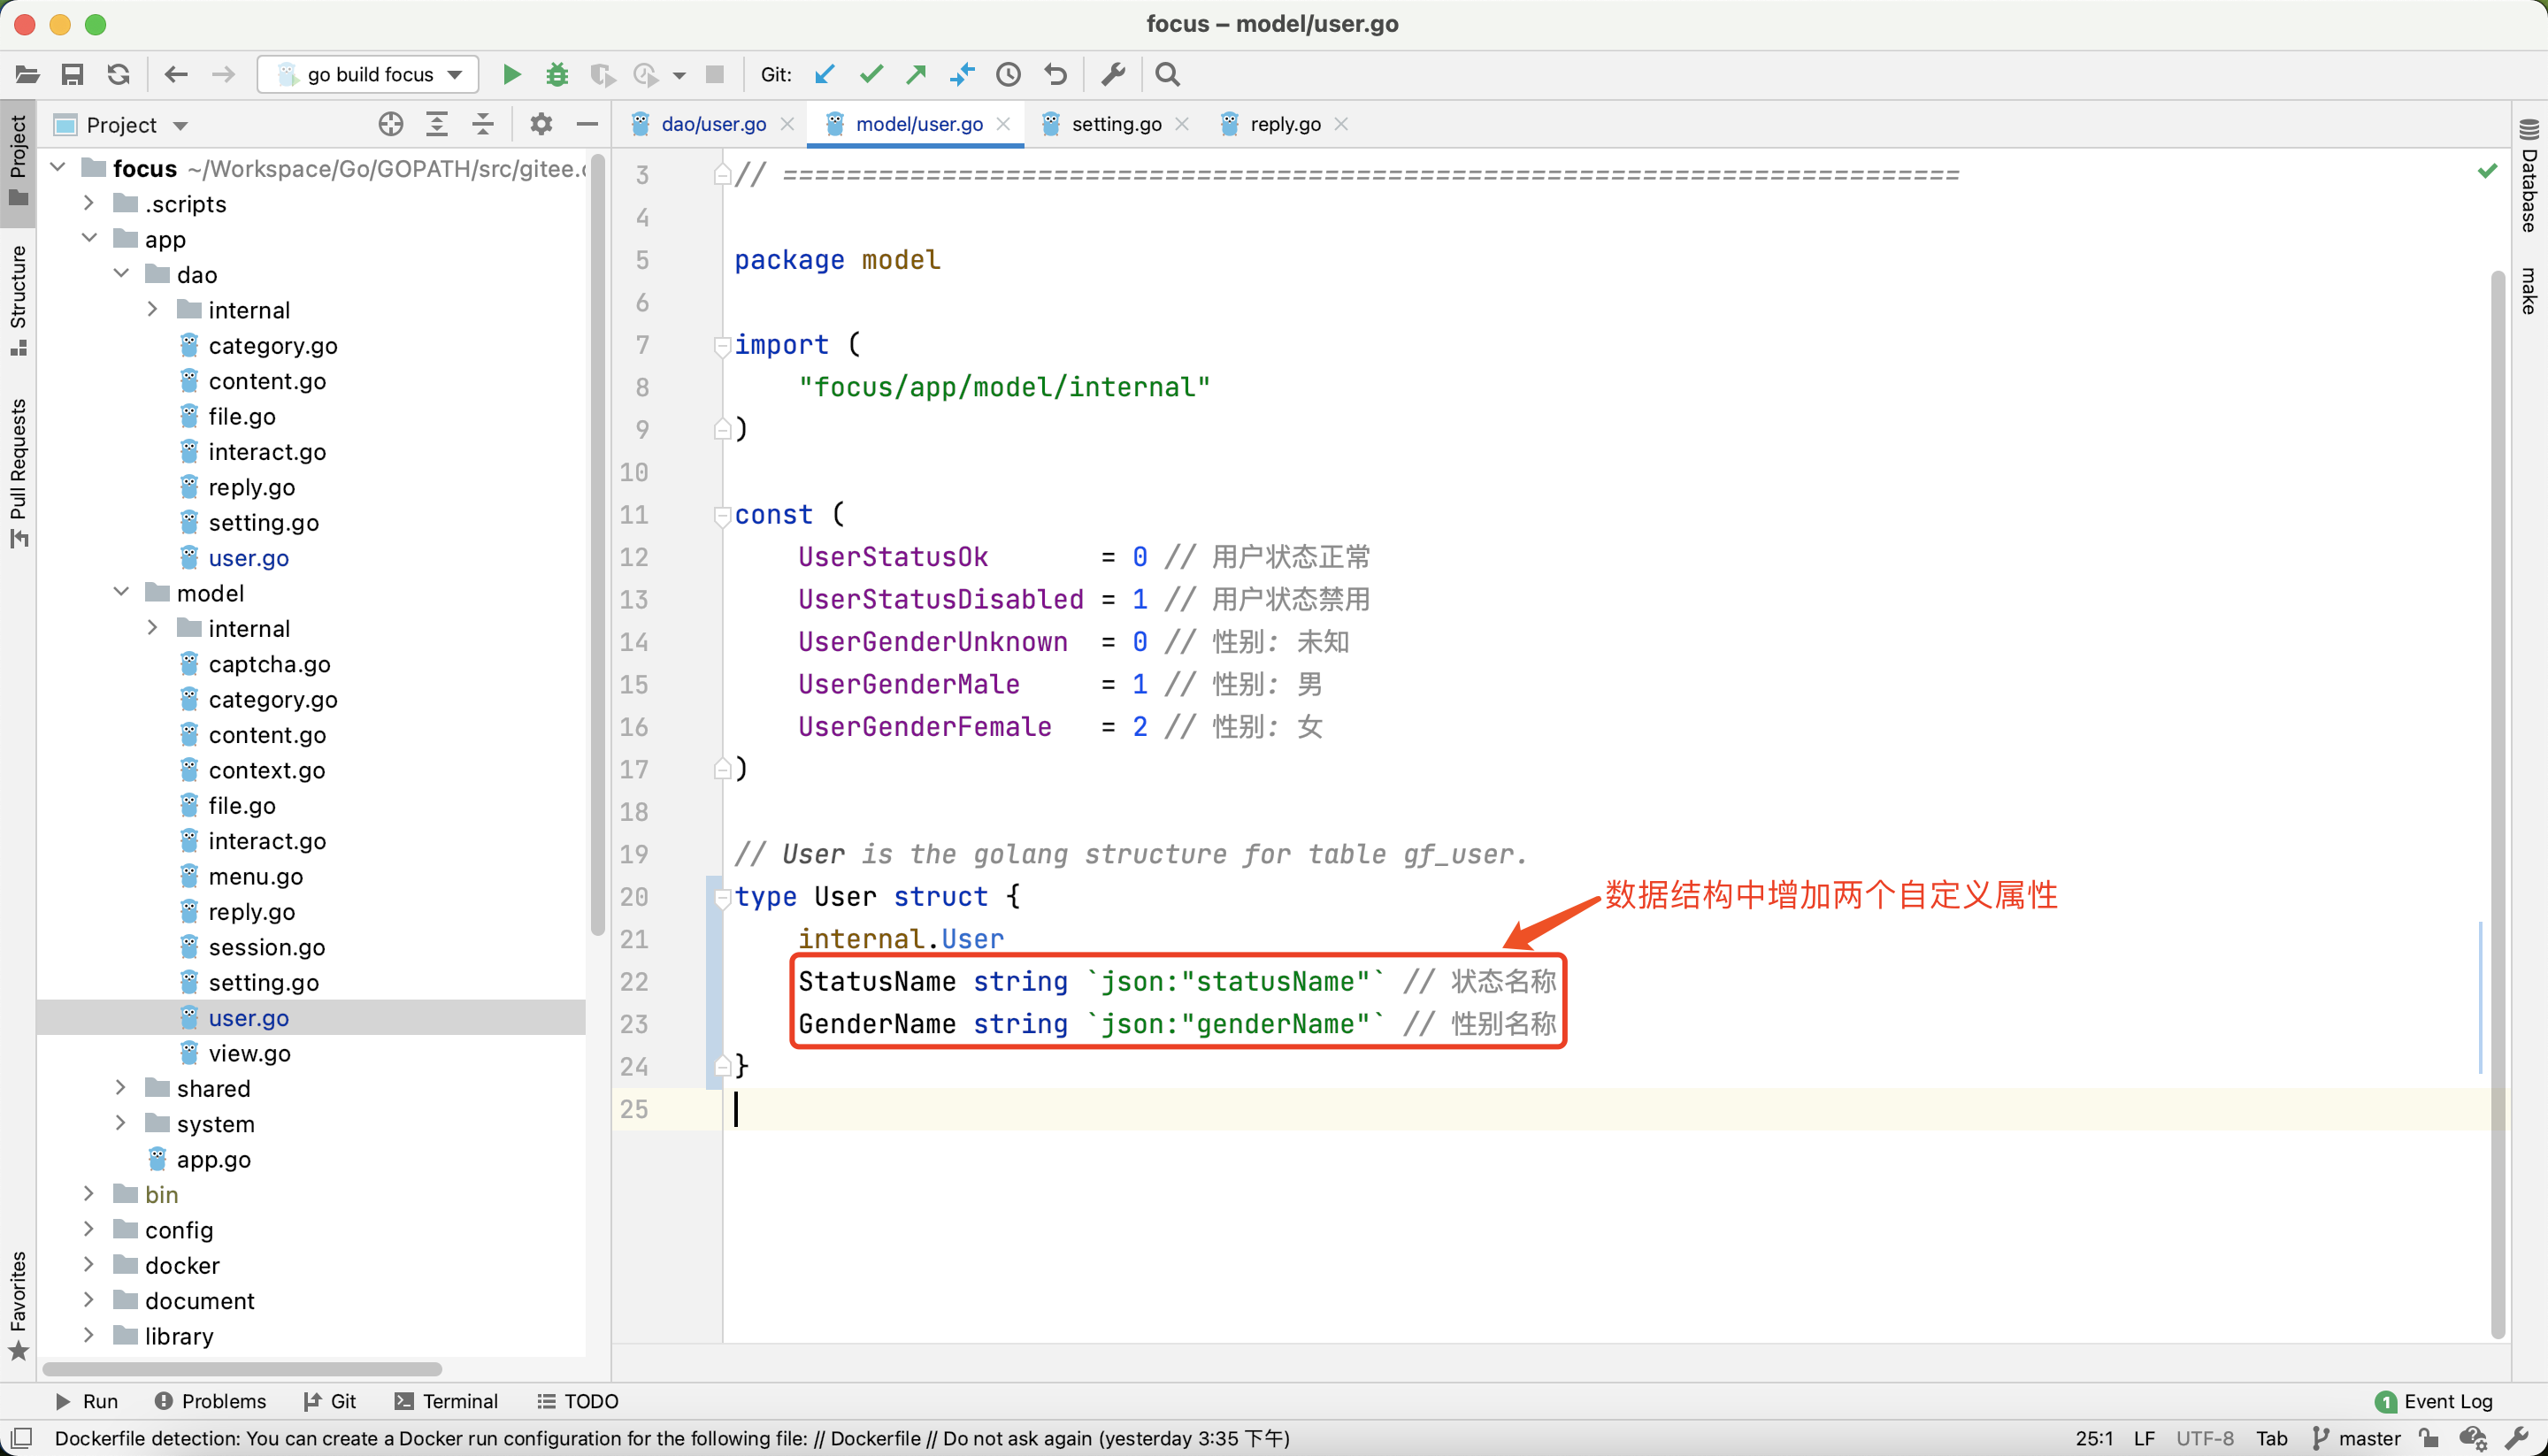 focus – model/user.go
go build focus
Git:
Project
dao/user.go
model/user.go
setting.go
reply.go
Project
Structure
Pull Requests
Favorites
focus ~/Workspace/Go/GOPATH/src/gitee.c
.scripts
app
dao
internal
category.go
content.go
file.go
interact.go
reply.go
setting.go
user.go
model
internal
captcha.go
category.go
content.go
context.go
file.go
interact.go
menu.go
reply.go
session.go
setting.go
user.go
view.go
shared
system
app.go
bin
config
docker
document
library
3 // ==========================================================================
4
5 package model
6
7 import (
8 "focus/app/model/internal"
9 )
10
11 const (
12 UserStatusOk = 0 // 用户状态正常
13 UserStatusDisabled = 1 // 用户状态禁用
14 UserGenderUnknown = 0 // 性别: 未知
15 UserGenderMale = 1 // 性别: 男
16 UserGenderFemale = 2 // 性别: 女
17 )
18
19 // User is the golang structure for table gf_user.
20 type User struct {
数据结构中增加两个自定义属性
21 internal.User
22 StatusName string `json:"statusName"` // 状态名称
23 GenderName string `json:"genderName"` // 性别名称
24 }
25
Database
make
Run
Problems
Git
Terminal
TODO
1 Event Log
Dockerfile detection: You can create a Docker run configuration for the following file: // Dockerfile // Do not ask again (yesterday 3:35 下午)
25:1
LF
UTF-8
Tab
master